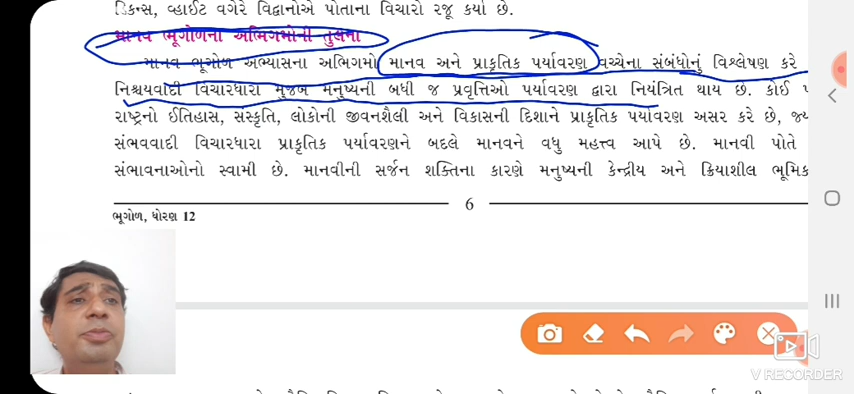 ડિકન્સ, વ્હાઈટ વગેરે વિદ્વાનોએ પોતાના વિચારો રજૂ કર્યા છે.
માનવ ભૂગોળના અભિગમોની તુલના
માનવ ભૂગોળ અભ્યાસના અભિગમો માનવ અને પ્રાકૃતિક પર્યાવરણ વચ્ચેના સંબંધોનું વિશ્લેષણ કરે
નિશ્ચયવાદી વિચારધારા મુજબ મનુષ્યની બધી જ પ્રવૃત્તિઓ પર્યાવરણ દ્વારા નિયંત્રિત થાય છે. કોઈ
રાષ્ટ્રનો ઈતિહાસ, સંસ્કૃતિ, લોકોની જીવનશૈલી અને વિકાસની દિશાને પ્રાકૃતિક પર્યાવરણ અસર કરે છે,
સંભવવાદી વિચારધારા પ્રાકૃતિક પર્યાવરણને બદલે માનવને વધુ મહત્ત્વ આપે છે. માનવી પોતે
સંભાવનાઓનો સ્વામી છે. માનવીની સર્જન શક્તિના કારણે મનુષ્યની કેન્દ્રીય અને ક્રિયાશીલ
6
ભૂગોળ, ધોરણ 12
V RECORDER